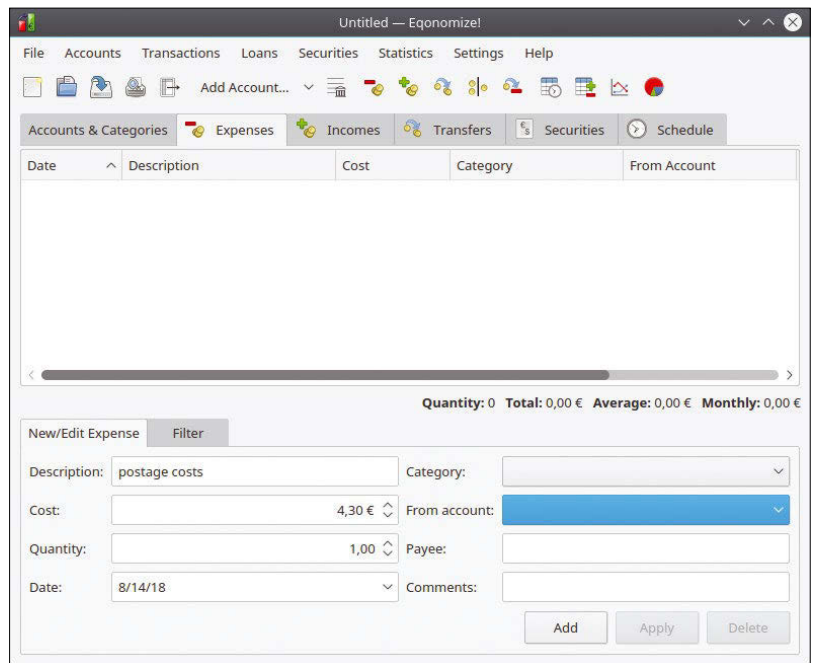 Untitled — Eqonomize!
File Accounts Transactions Loans Securities Statistics Settings Help
Add Account...
Accounts & Categories Expenses Incomes Transfers Securities Schedule
Date Description Cost Category From Account
Quantity: 0 Total: 0,00 € Average: 0,00 € Monthly: 0,00 €
New/Edit Expense Filter
Description: postage costs Category:
Cost: 4,30 € From account:
Quantity: 1,00 Payee:
Date: 8/14/18 Comments:
Add Apply Delete